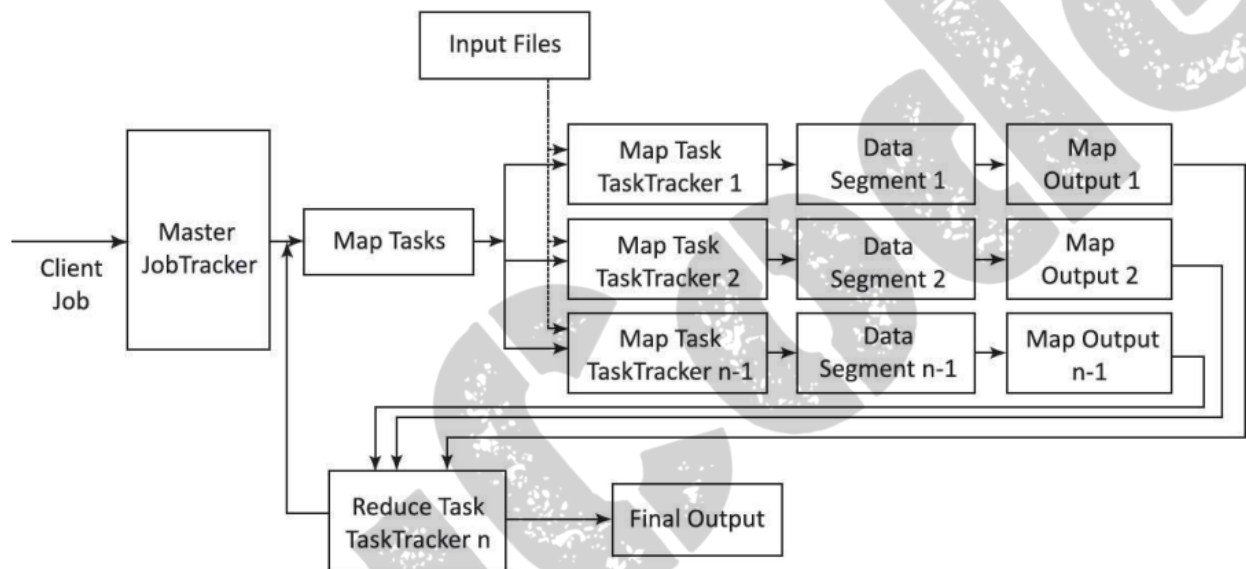 Input Files
Map Task
TaskTracker 1
Data
Segment 1
Map
Output 1
Master
JobTracker
Map Tasks
Client
Job
Map Task
TaskTracker 2
Data
Segment 2
Map
Output 2
Map Task
TaskTracker n-1
Data
Segment n-1
Map Output
n-1
Reduce Task
TaskTracker n
Final Output